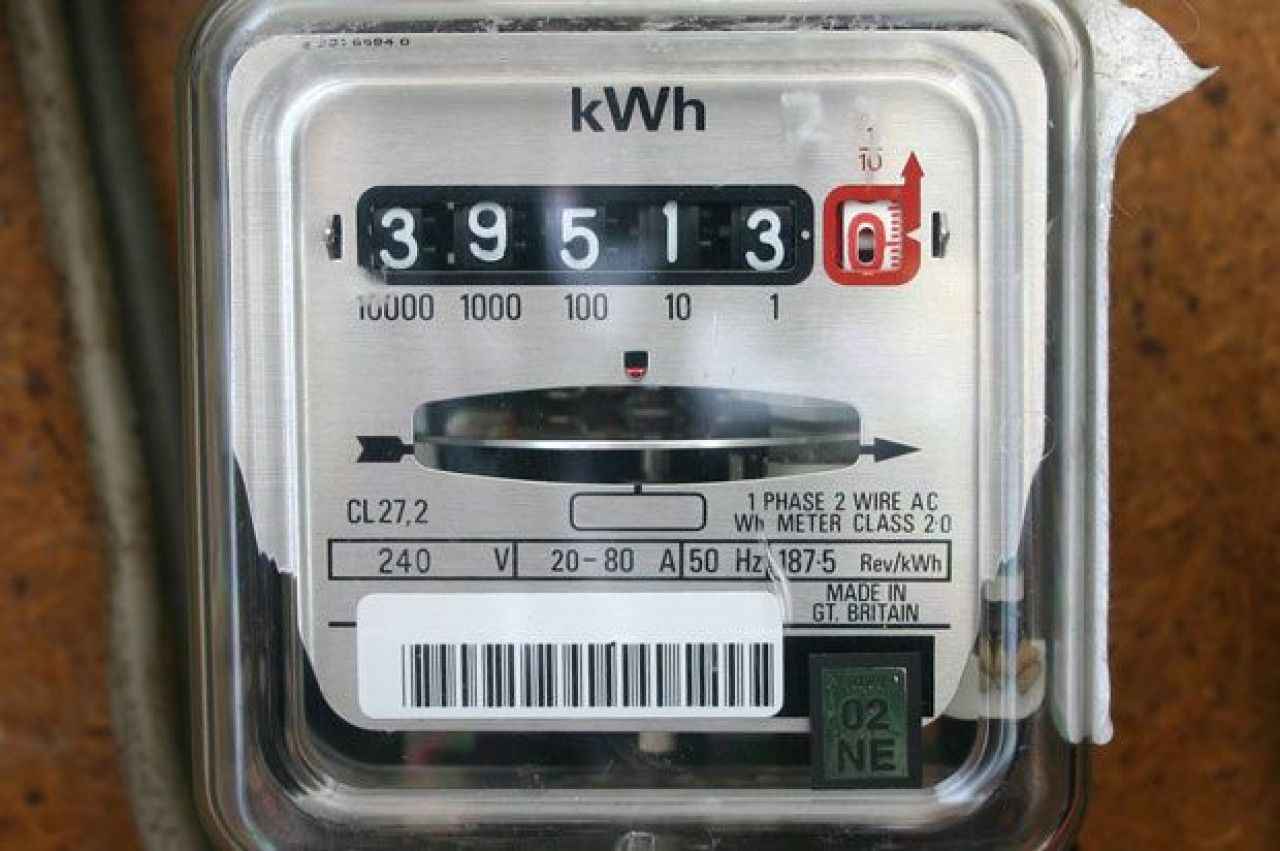 kWh
1
10
3 9 5 1 3 0
10000 1000 100 10 1
CL27,2
1 PHASE 2 WIRE AC
Wh METER CLASS 2·0
240 V 20-80 A 50 Hz 187·5 Rev/kWh
MADE IN
GT. BRITAIN
02
NE